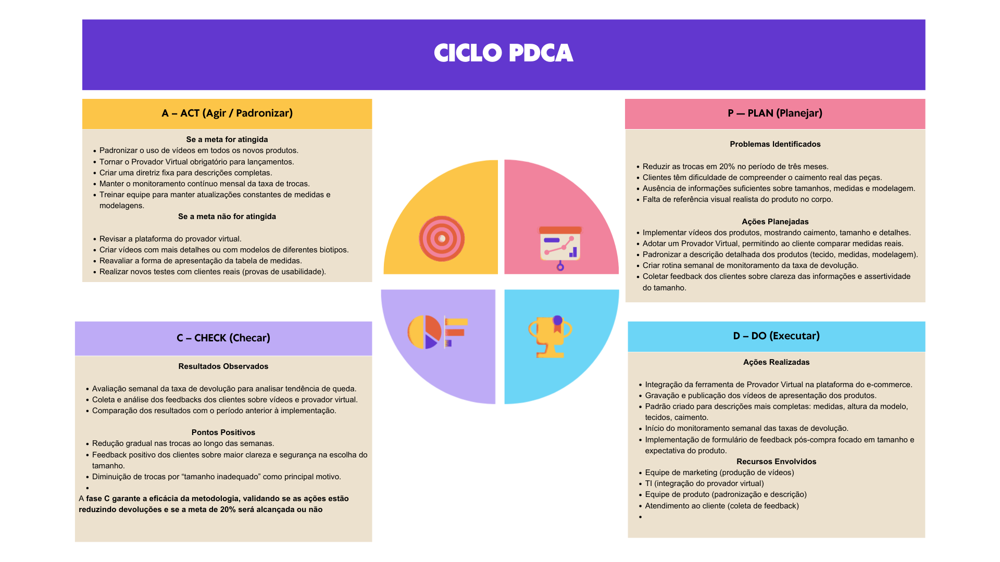 CICLO PDCA
A – ACT (Agir / Padronizar)
Se a meta for atingida
• Padronizar o uso de vídeos em todos os novos produtos.
• Tornar o Provador Virtual obrigatório para lançamentos.
• Criar uma diretriz fixa para descrições completas.
• Manter o monitoramento contínuo mensal da taxa de trocas.
• Treinar equipe para manter atualizações constantes de medidas e
modelagens.
Se a meta não for atingida
• Revisar a plataforma do provador virtual.
• Criar vídeos com mais detalhes ou com modelos de diferentes biotipos.
• Reavaliar a forma de apresentação da tabela de medidas.
• Realizar novos testes com clientes reais (provas de usabilidade).
P — PLAN (Planejar)
Problemas Identificados
• Reduzir as trocas em 20% no período de três meses.
• Clientes têm dificuldade de compreender o caimento real das peças.
• Ausência de informações suficientes sobre tamanhos, medidas e modelagem.
• Falta de referência visual realista do produto no corpo.
Ações Planejadas
• Implementar vídeos dos produtos, mostrando caimento, tamanho e detalhes.
• Adotar um Provador Virtual, permitindo ao cliente comparar medidas reais.
• Padronizar a descrição detalhada dos produtos (tecido, medidas, modelagem).
• Criar rotina semanal de monitoramento da taxa de devolução.
• Coletar feedback dos clientes sobre clareza das informações e assertividade
do tamanho.
C – CHECK (Checar)
Resultados Observados
• Avaliação semanal da taxa de devolução para analisar tendência de queda.
• Coleta e análise dos feedbacks dos clientes sobre vídeos e provador virtual.
• Comparação dos resultados com o período anterior à implementação.
Pontos Positivos
• Redução gradual nas trocas ao longo das semanas.
• Feedback positivo dos clientes sobre maior clareza e segurança na escolha do
tamanho.
• Diminuição de trocas por “tamanho inadequado” como principal motivo.
•
A fase C garante a eficácia da metodologia, validando se as ações estão
reduzindo devoluções e se a meta de 20% será alcançada ou não
D – DO (Executar)
Ações Realizadas
• Integração da ferramenta de Provador Virtual na plataforma do e-commerce.
• Gravação e publicação dos vídeos de apresentação dos produtos.
• Padrão criado para descrições mais completas: medidas, altura da modelo,
tecidos, caimento.
• Início do monitoramento semanal das taxas de devolução.
• Implementação de formulário de feedback pós-compra focado em tamanho e
expectativa do produto.
Recursos Envolvidos
• Equipe de marketing (produção de vídeos)
• TI (integração do provador virtual)
• Equipe de produto (padronização e descrição)
• Atendimento ao cliente (coleta de feedback)
•